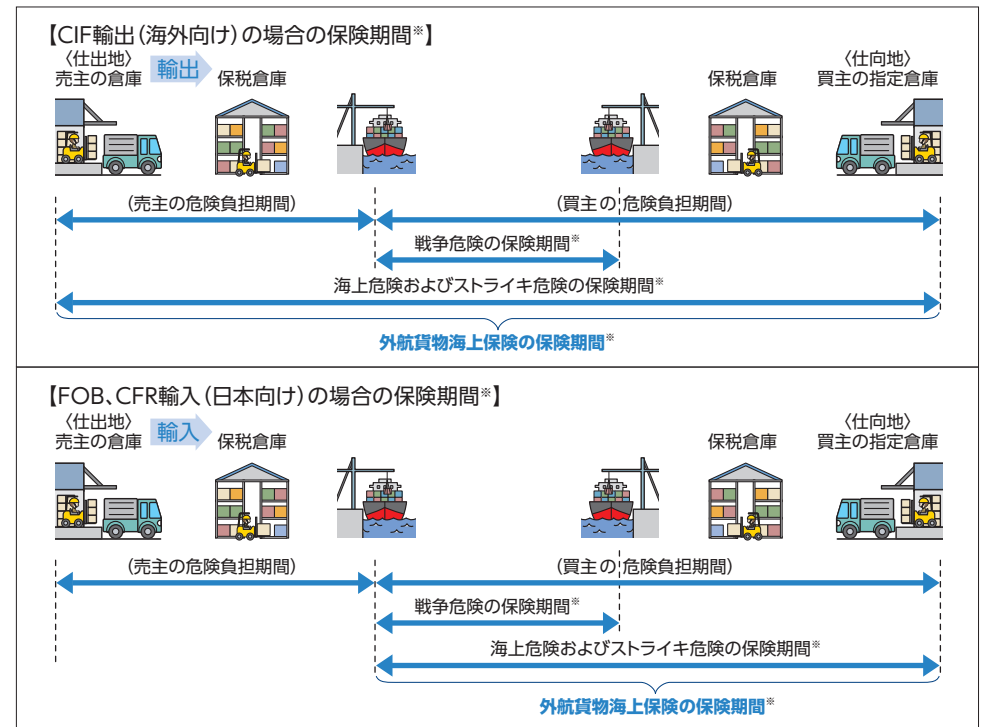 【CIF輸出(海外向け)の場合の保険期間※】
〈仕出地〉
売主の倉庫
輸出
保税倉庫
保税倉庫
〈仕向地〉
買主の指定倉庫
(売主の危険負担期間)
(買主の危険負担期間)
戦争危険の保険期間※
海上危険およびストライキ危険の保険期間※
外航貨物海上保険の保険期間※
【FOB、CFR輸入(日本向け)の場合の保険期間※】
〈仕出地〉
売主の倉庫
輸入
保税倉庫
保税倉庫
〈仕向地〉
買主の指定倉庫
(売主の危険負担期間)
(買主の危険負担期間)
戦争危険の保険期間※
海上危険およびストライキ危険の保険期間※
外航貨物海上保険の保険期間※